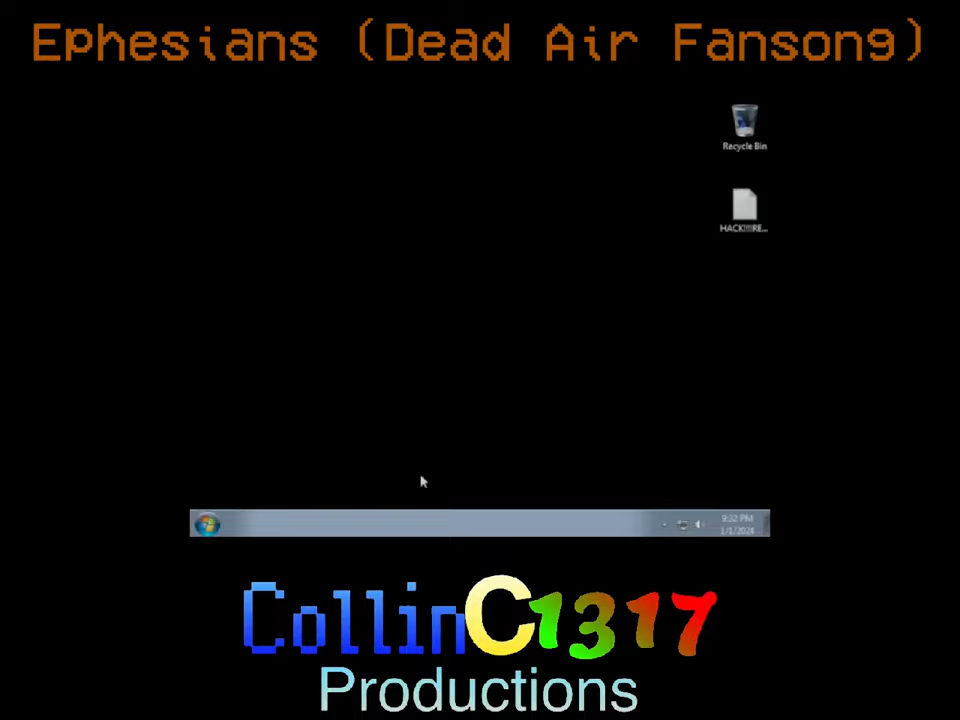 Ephesians (Dead Air Fansong)
Recycle Bin
HACK!!!!RE...
9:32 PM
1/1/2024
CollinC1317
Productions